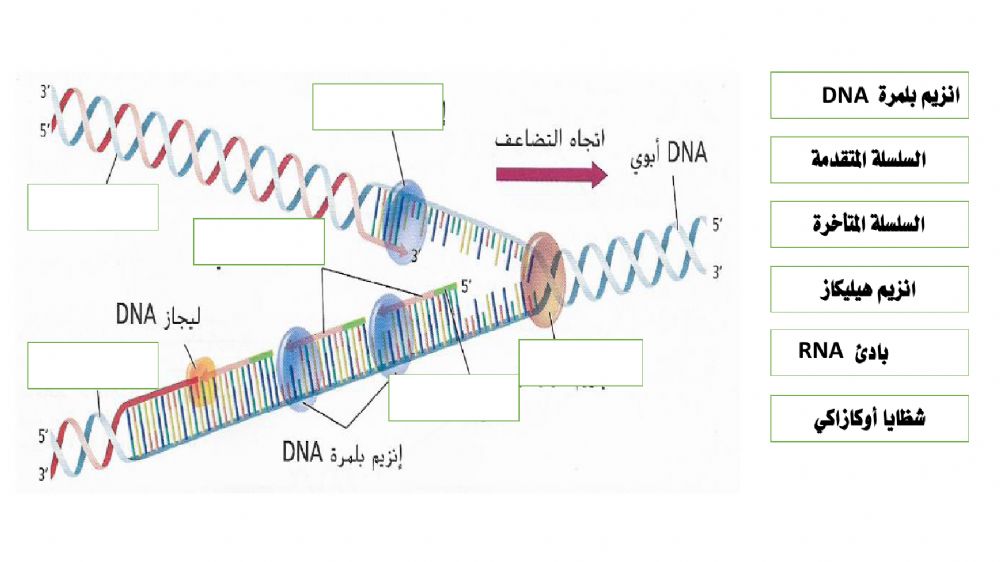 3′
5′
اتجاه التضاعف
DNA أبوي
5′
3′
3′
5′
ليجاز DNA
5′
3′
إنزيم بلمرة DNA
انزيم بلمرة DNA
السلسلة المتقدمة
السلسلة المتأخرة
انزيم هيليكاز
بادئ RNA
شظايا أوكازاكي